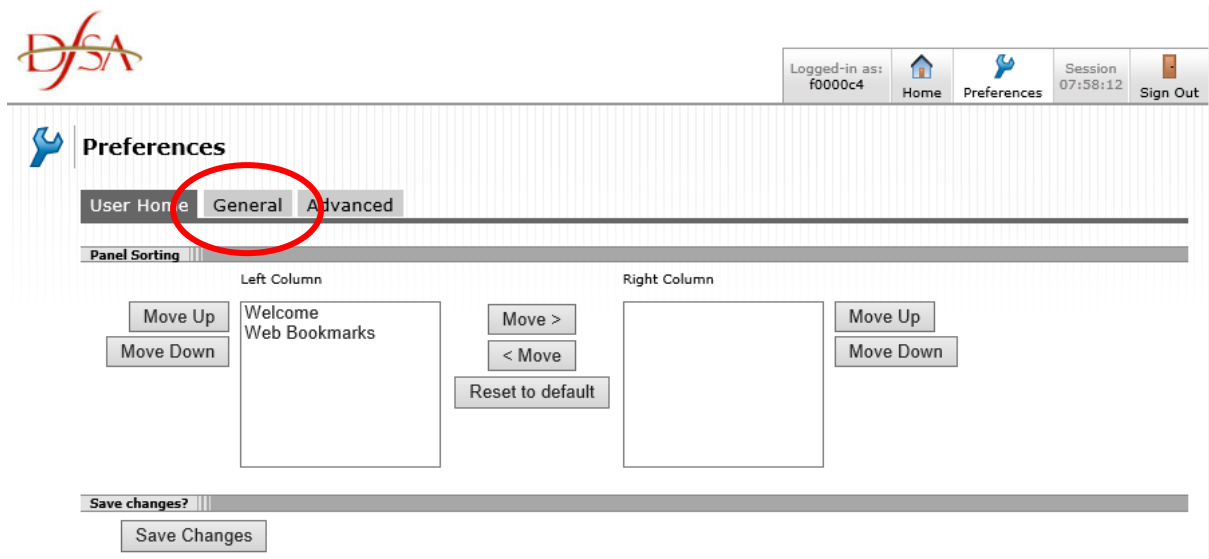 DfSA
Logged-in as:
f0000c4
Home
Preferences
Session
07:58:12
Sign Out
Preferences
User Home
General
Advanced
Panel Sorting
Left Column
Right Column
Move Up
Move Down
Welcome
Web Bookmarks
Move >
< Move
Reset to default
Move Up
Move Down
Save changes?
Save Changes